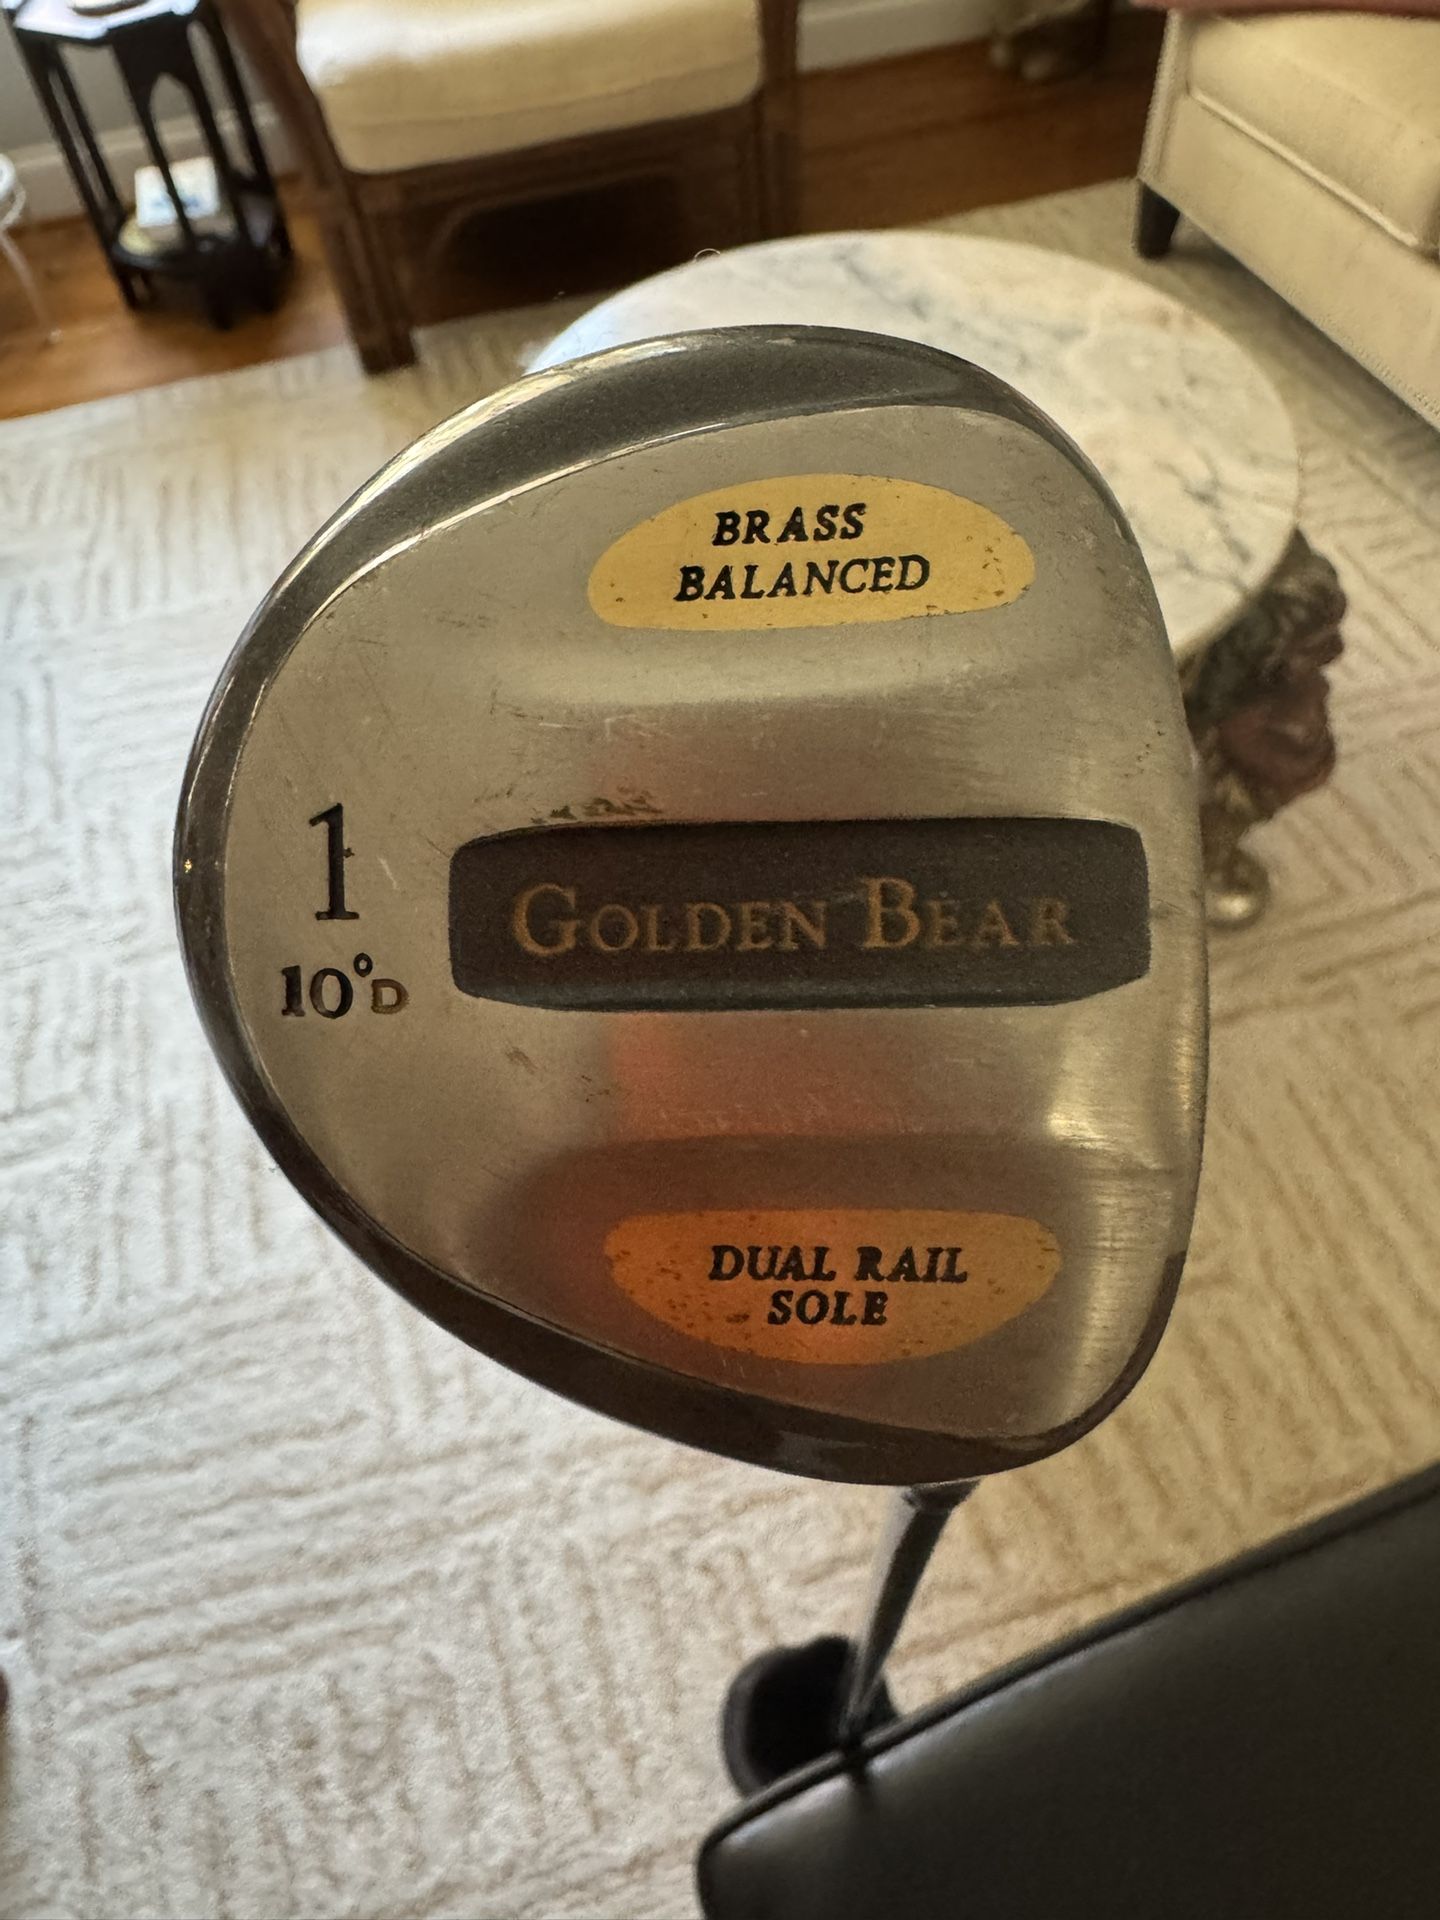 BRASS
BALANCED
1
10°D
GOLDEN BEAR
DUAL RAIL
SOLE